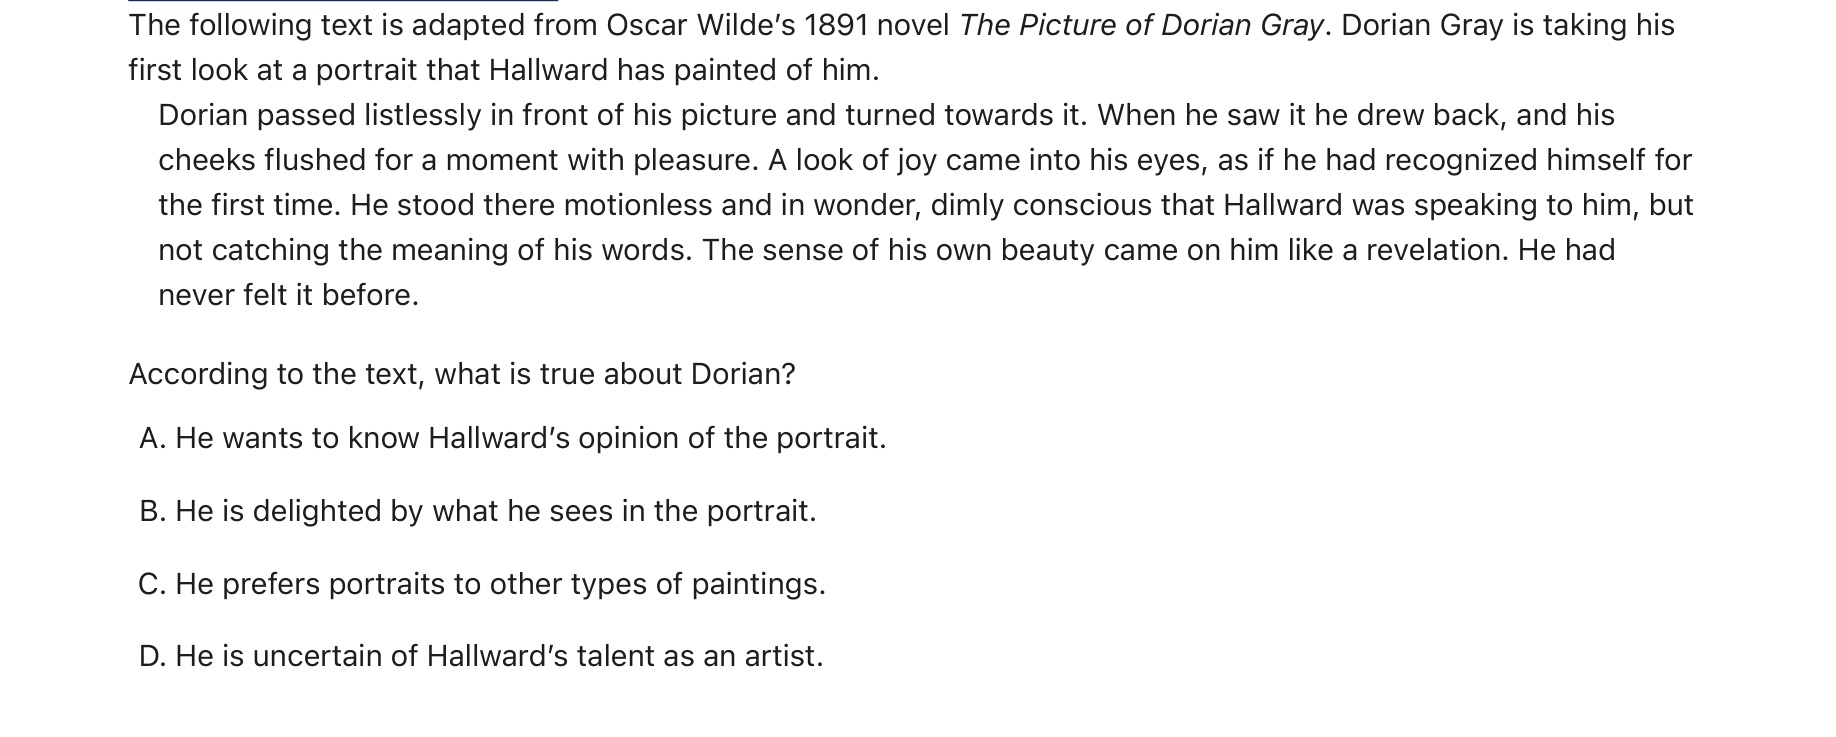 The following text is adapted from Oscar Wilde’s 1891 novel The Picture of Dorian Gray. Dorian Gray is taking his
first look at a portrait that Hallward has painted of him.
Dorian passed listlessly in front of his picture and turned towards it. When he saw it he drew back, and his
cheeks flushed for a moment with pleasure. A look of joy came into his eyes, as if he had recognized himself for
the first time. He stood there motionless and in wonder, dimly conscious that Hallward was speaking to him, but
not catching the meaning of his words. The sense of his own beauty came on him like a revelation. He had
never felt it before.
According to the text, what is true about Dorian?
A. He wants to know Hallward’s opinion of the portrait.
B. He is delighted by what he sees in the portrait.
C. He prefers portraits to other types of paintings.
D. He is uncertain of Hallward’s talent as an artist.